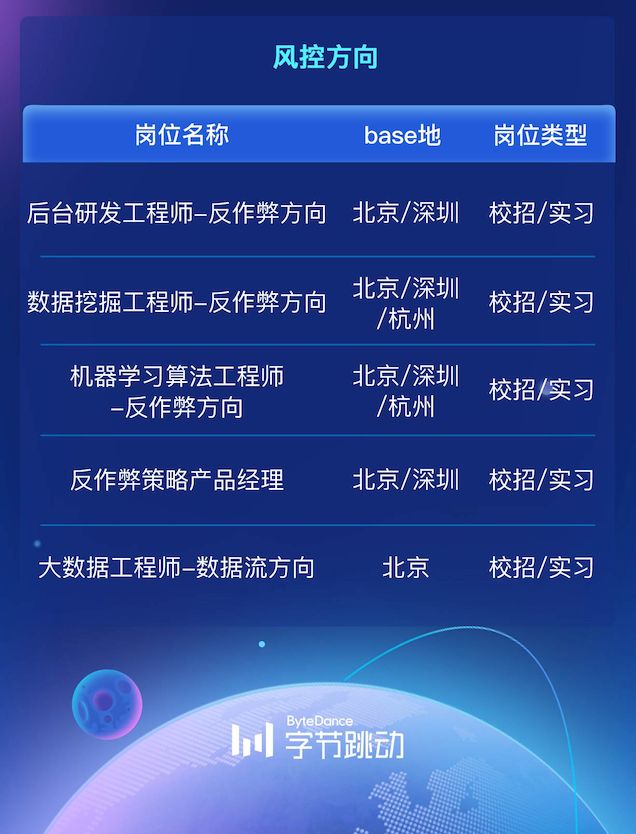 风控方向
岗位名称 base地 岗位类型
后台研发工程师-反作弊方向 北京/深圳 校招/实习
数据挖掘工程师-反作弊方向 北京/深圳/杭州 校招/实习
机器学习算法工程师
-反作弊方向 北京/深圳/杭州 校招/实习
反作弊策略产品经理 北京/深圳 校招/实习
大数据工程师-数据流方向 北京 校招/实习
ByteDance
字节跳动